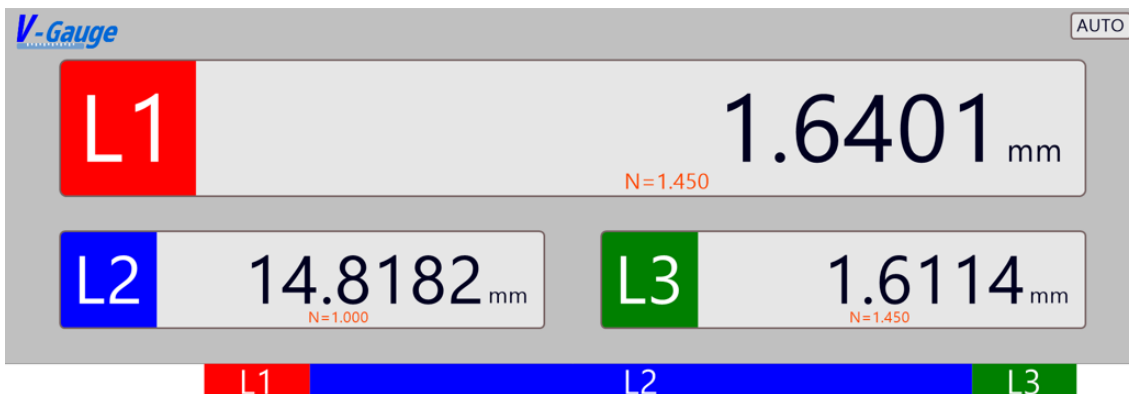 V-Gauge
AUTO
L1
1.6401 mm
N=1.450
L2
14.8182 mm
N=1.000
L3
1.6114 mm
N=1.450
L1 L2 L3